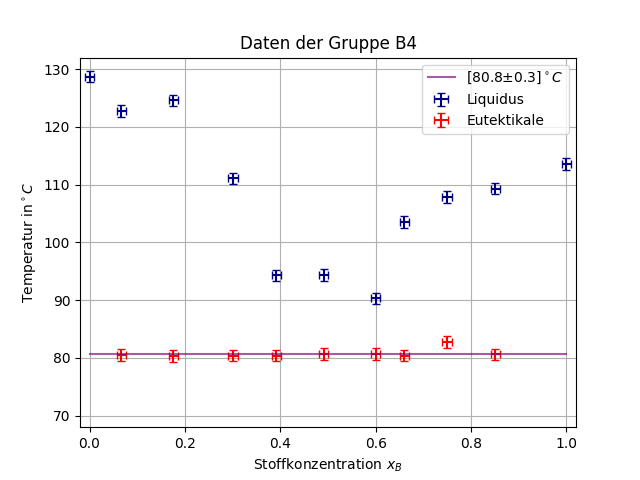 Daten der Gruppe B4
[80.8±0.3]°C
Liquidus
Eutektikale
Temperatur in°C
130
120
110
100
90
80
70
0.0 0.2 0.4 0.6 0.8 1.0
Stoffkonzentration x_B